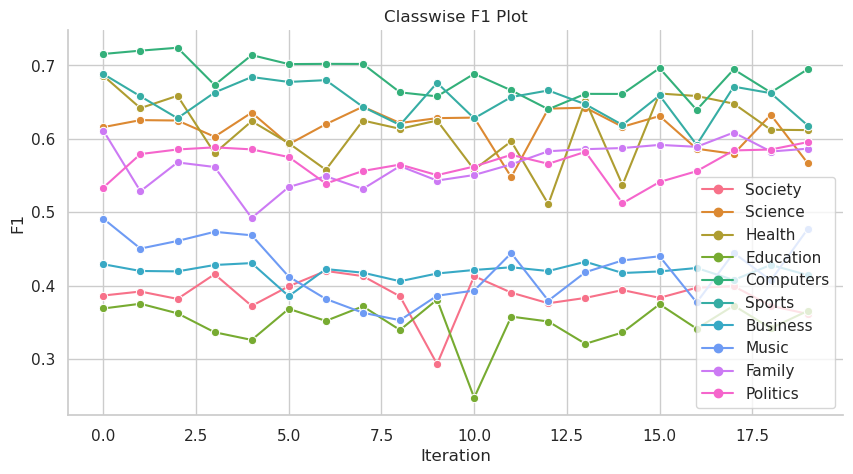 Classwise F1 Plot
F1
0.7
0.6
0.5
0.4
0.3
Society
Science
Health
Education
Computers
Sports
Business
Music
Family
Politics
0.0 2.5 5.0 7.5 10.0 12.5 15.0 17.5
Iteration